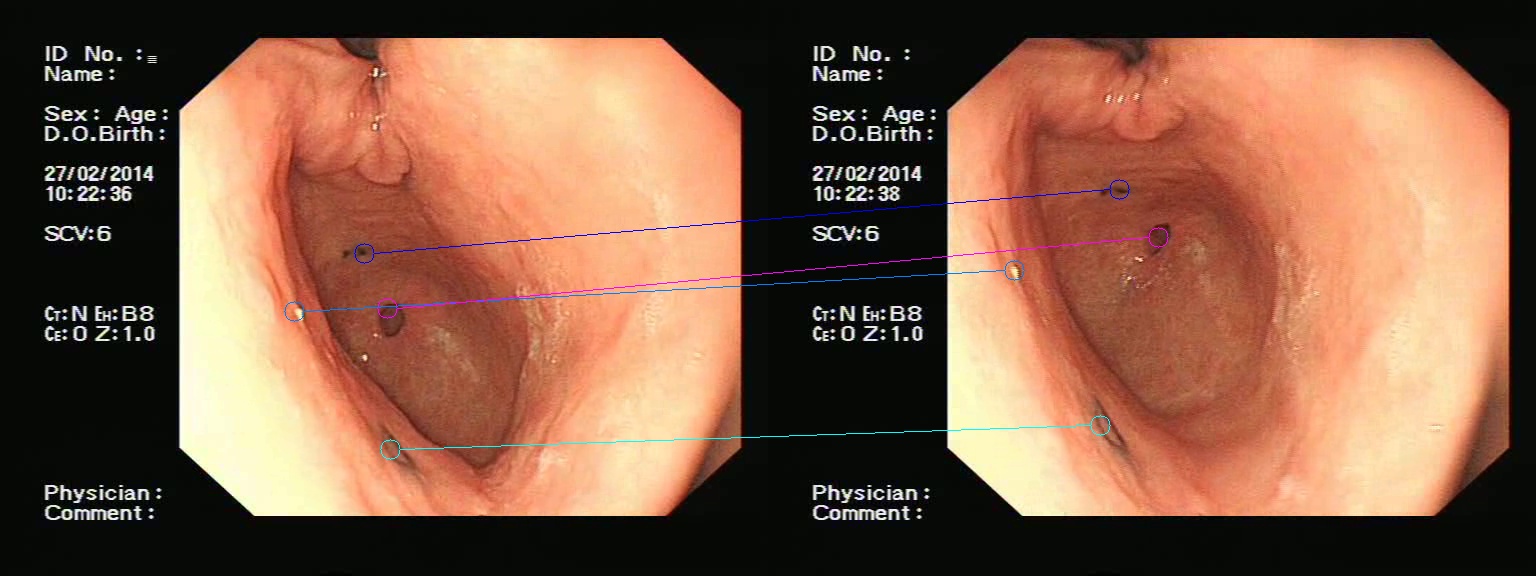 ID No. :
Name:
Sex: Age:
D.O.Birth:
27/02/2014
10:22:36
SCV:6
CT:N EH:B8
CE:0 Z:1.0
Physician:
Comment:
ID No. :
Name:
Sex: Age:
D.O.Birth:
27/02/2014
10:22:38
SCV:6
CT:N EH:B8
CE:0 Z:1.0
Physician:
Comment: